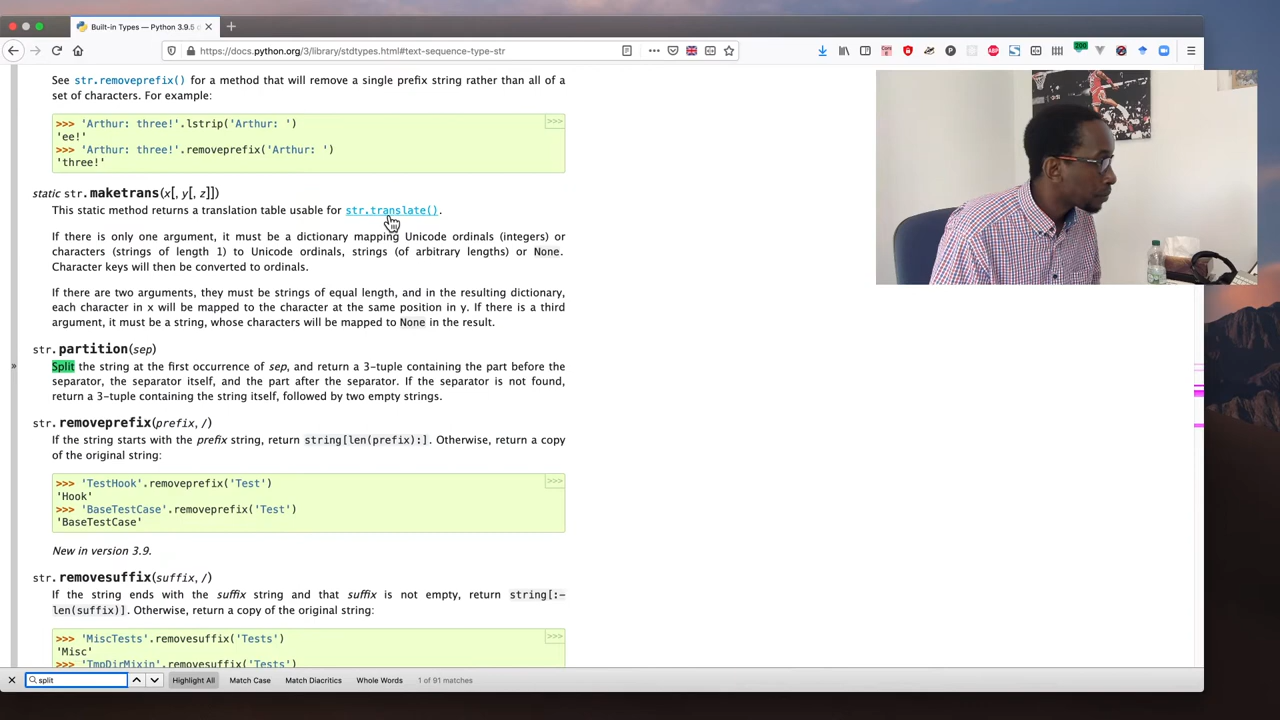 Built-in Types — Python 3.9.5
https://docs.python.org/3/library/stdtypes.html#text-sequence-type-str
See str.removeprefix() for a method that will remove a single prefix string rather than all of a
set of characters. For example:
>>> 'Arthur: three!'.lstrip('Arthur: ')
>>>
'ee!'
>>> 'Arthur: three!'.removeprefix('Arthur: ')
'three!'
static str.maketrans(x[, y[, z]])
This static method returns a translation table usable for str.translate().
If there is only one argument, it must be a dictionary mapping Unicode ordinals (integers) or
characters (strings of length 1) to Unicode ordinals, strings (of arbitrary lengths) or None.
Character keys will then be converted to ordinals.
If there are two arguments, they must be strings of equal length, and in the resulting dictionary,
each character in x will be mapped to the character at the same position in y. If there is a third
argument, it must be a string, whose characters will be mapped to None in the result.
str.partition(sep)
» Split the string at the first occurrence of sep, and return a 3-tuple containing the part before the
separator, the separator itself, and the part after the separator. If the separator is not found,
return a 3-tuple containing the string itself, followed by two empty strings.
str.removeprefix(prefix, /)
If the string starts with the prefix string, return string[len(prefix):]. Otherwise, return a copy
of the original string:
>>> 'TestHook'.removeprefix('Test')
>>>
'Hook'
>>> 'BaseTestCase'.removeprefix('Test')
'BaseTestCase'
New in version 3.9.
str.removesuffix(suffix, /)
If the string ends with the suffix string and that suffix is not empty, return string[:-
len(suffix)]. Otherwise, return a copy of the original string:
>>> 'MiscTests'.removesuffix('Tests')
>>>
'Misc'
>>> 'TmpDirMixin'.removesuffix('Tests')
split
Highlight All
Match Case
Match Diacritics
Whole Words
1 of 91 matches